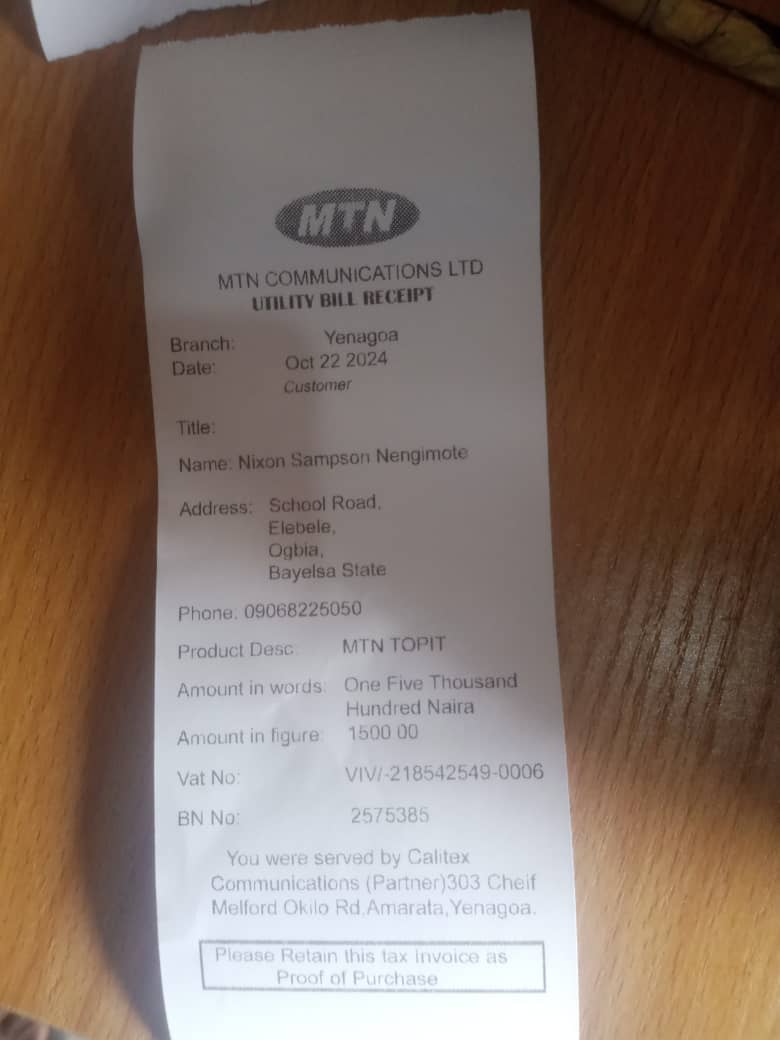 MTN
MTN COMMUNICATIONS LTD
UTILITY BILL RECEIPT
Branch: Yenagoa
Date: Oct 22 2024
Customer
Title:
Name: Nixon Sampson Nengimote
Address: School Road,
Elebele,
Ogbia,
Bayelsa State
Phone. 09068225050
Product Desc: MTN TOPIT
Amount in words: One Five Thousand
Hundred Naira
Amount in figure: 1500 00
Vat No: VIV/-218542549-0006
BN No: 2575385
You were served by Calitex
Communications (Partner)303 Cheif
Melford Okilo Rd,Amarata,Yenagoa.
Please Retain this tax invoice as
Proof of Purchase